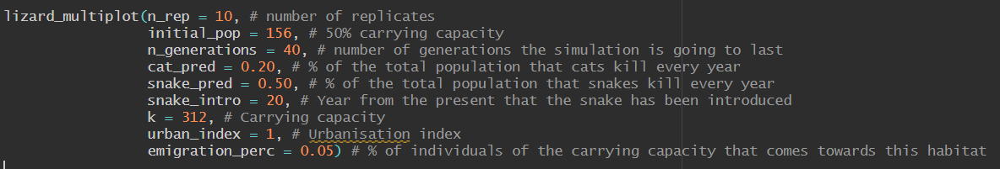 lizard_multiplot(n_rep = 10, # number of replicates
initial_pop = 156, # 50% carrying capacity
n_generations = 40, # number of generations the simulation is going to last
cat_pred = 0.20, # % of the total population that cats kill every year
snake_pred = 0.50, # % of the total population that snakes kill every year
snake_intro = 20, # Year from the present that the snake has been introduced
k = 312, # Carrying capacity
urban_index = 1, # Urbanisation index
emigration_perc = 0.05) # % of individuals of the carrying capacity that comes towards this habitat